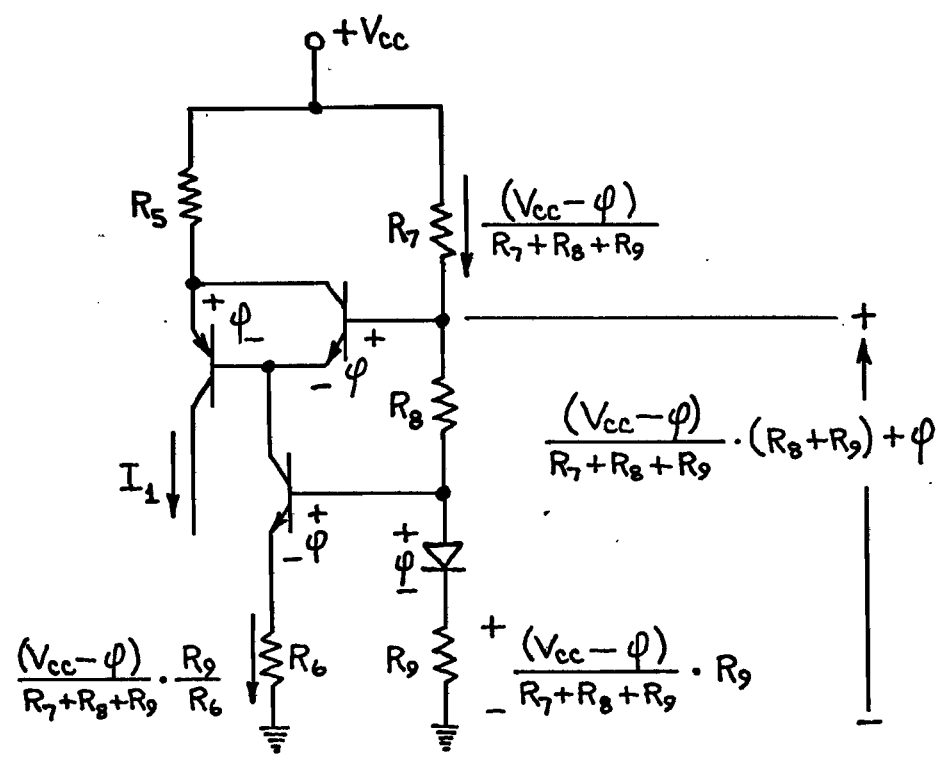 +Vcc
R5
R7
(Vcc−φ)
R7+R8+R9
+
φ
−
+
− φ
+
R8
(Vcc−φ)
R7+R8+R9
·(R8+R9)+φ
I1
+
−φ
+
φ
−
(Vcc−φ)
R7+R8+R9
· R9
R6
R6
R9
+
(Vcc−φ)
R7+R8+R9
· R9
−
−